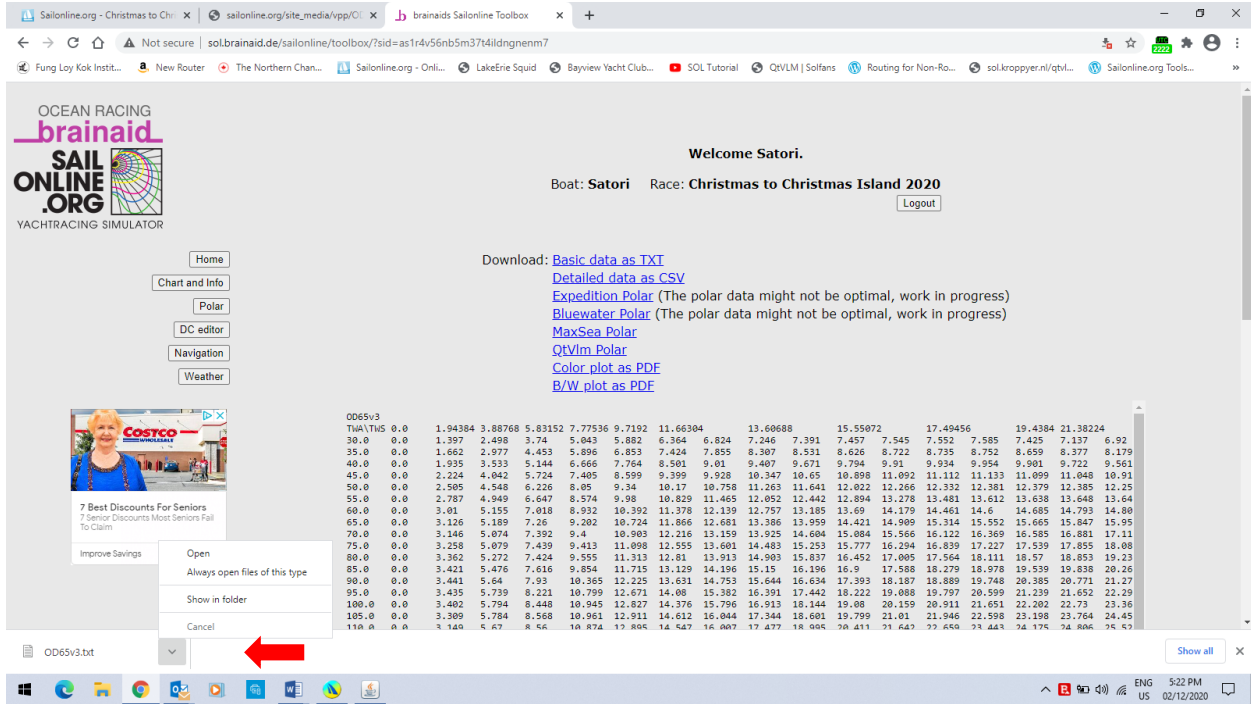 Sailonline.org - Christmas to Chri
sailonline.org/site_media/vpp/O
brainaids Sailonline Toolbox
Not secure | sol.brainaid.de/sailonline/toolbox/?sid=as1r4v56nb5m37t4ildngnenm7
2222
Fung Loy Kok Instit... New Router The Northern Chan... Sailonline.org - Onli... LakeErie Squid Bayview Yacht Club... SOL Tutorial QtVLM | Solfans Routing for Non-Ro... sol.kroppyer.nl/qtvl... Sailonline.org Tools... »
OCEAN RACING
brainaid
SAIL
ONLINE
.ORG
YACHTRACING SIMULATOR
Welcome Satori.
Boat: Satori Race: Christmas to Christmas Island 2020
Logout
Home
Chart and Info
Polar
DC editor
Navigation
Weather
Download: Basic data as TXT
Detailed data as CSV
Expedition Polar (The polar data might not be optimal, work in progress)
Bluewater Polar (The polar data might not be optimal, work in progress)
MaxSea Polar
QtVlm Polar
Color plot as PDF
B/W plot as PDF
COSTCO
WHOLESALE
7 Best Discounts For Seniors
7 Senior Discounts Most Seniors Fail
To Claim
Improve Savings
OD65v3
TWA\TWS 0.0 1.94384 3.88768 5.83152 7.77536 9.7192 11.66304 13.60688 15.55072 17.49456 19.4384 21.38224
30.0 0.0 1.397 2.498 3.74 5.043 5.882 6.364 6.824 7.246 7.391 7.457 7.545 7.552 7.585 7.425 7.137 6.92
35.0 0.0 1.662 2.977 4.453 5.896 6.853 7.424 7.855 8.307 8.531 8.626 8.722 8.735 8.752 8.659 8.377 8.179
40.0 0.0 1.935 3.533 5.144 6.666 7.764 8.501 9.01 9.407 9.671 9.794 9.91 9.934 9.954 9.901 9.722 9.561
45.0 0.0 2.224 4.042 5.724 7.405 8.599 9.399 9.928 10.347 10.65 10.898 11.092 11.112 11.133 11.099 11.048 10.91
50.0 0.0 2.505 4.548 6.226 8.05 9.34 10.17 10.758 11.263 11.641 12.022 12.266 12.332 12.381 12.379 12.385 12.25
55.0 0.0 2.787 4.949 6.647 8.574 9.98 10.829 11.465 12.052 12.442 12.894 13.278 13.481 13.612 13.638 13.648 13.64
60.0 0.0 3.01 5.155 7.018 8.932 10.392 11.378 12.139 12.757 13.185 13.69 14.179 14.461 14.6 14.685 14.793 14.80
65.0 0.0 3.126 5.189 7.26 9.202 10.724 11.866 12.681 13.386 13.959 14.421 14.909 15.314 15.552 15.665 15.847 15.95
70.0 0.0 3.146 5.074 7.392 9.4 10.903 12.216 13.159 13.925 14.604 15.084 15.566 16.122 16.369 16.585 16.881 17.11
75.0 0.0 3.258 5.079 7.439 9.413 11.098 12.555 13.601 14.483 15.253 15.777 16.294 16.839 17.227 17.539 17.855 18.08
80.0 0.0 3.362 5.272 7.424 9.555 11.313 12.81 13.913 14.903 15.837 16.452 17.005 17.564 18.111 18.57 18.853 19.23
85.0 0.0 3.421 5.476 7.616 9.854 11.715 13.129 14.196 15.15 16.196 16.9 17.588 18.279 18.978 19.539 19.838 20.26
90.0 0.0 3.441 5.64 7.93 10.365 12.225 13.631 14.753 15.644 16.634 17.393 18.187 18.889 19.748 20.385 20.771 21.27
95.0 0.0 3.435 5.739 8.221 10.799 12.671 14.08 15.382 16.391 17.442 18.222 19.088 19.797 20.599 21.239 21.652 22.29
100.0 0.0 3.402 5.794 8.448 10.945 12.827 14.376 15.796 16.913 18.144 19.08 20.159 20.911 21.651 22.202 22.73 23.36
105.0 0.0 3.309 5.784 8.568 10.961 12.911 14.612 16.044 17.344 18.601 19.799 21.01 21.946 22.598 23.198 23.764 24.45
110.0 0.0 3.149 5.67 8.56 10.874 12.895 14.547 16.007 17.477 18.995 20.411 21.642 22.659 23.443 24.175 24.806 25.52
Open
Always open files of this type
Show in folder
Cancel
OD65v3.txt
Show all
ENG 5:22 PM
US 02/12/2020